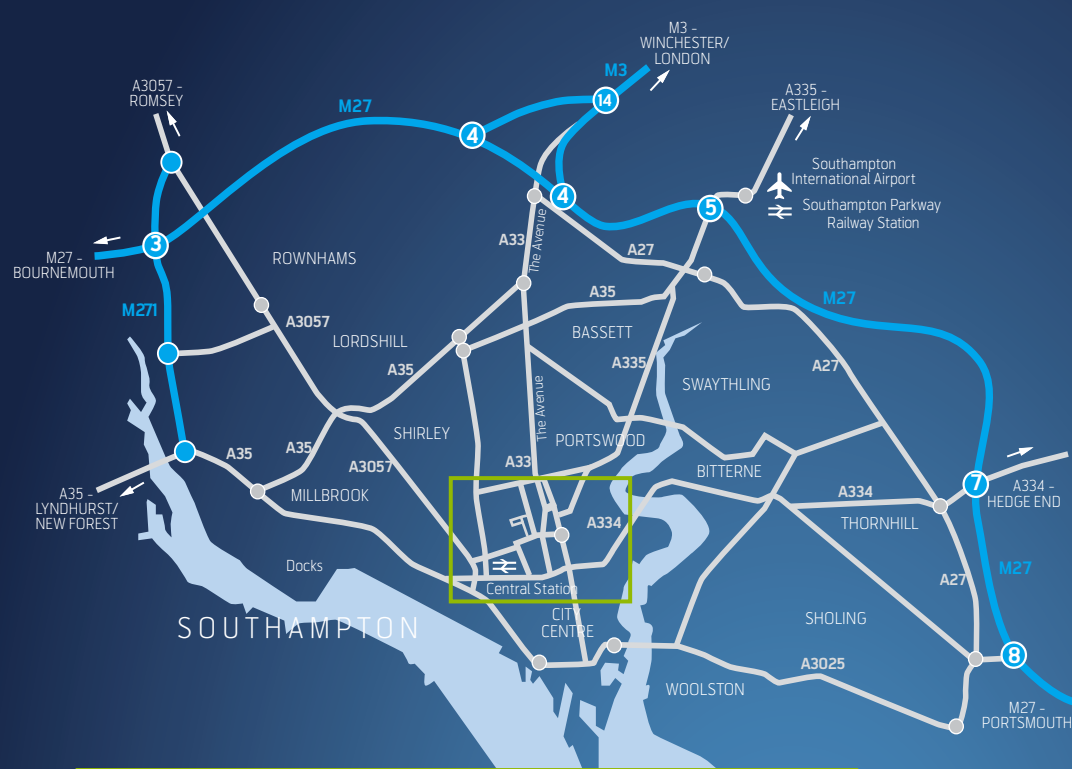 M3 -
WINCHESTER/
LONDON
M3
14
A3057 -
ROMSEY
M27
4
A335 -
EASTLEIGH
Southampton
International Airport
Southampton Parkway
Railway Station
4
5
3
M27 -
BOURNEMOUTH
A33
The Avenue
A27
ROWNHAMS
M271
A3057
LORDSHILL
A35
BASSETT
M27
A35
A335
SWAYTHLING
A27
The Avenue
SHIRLEY
PORTSWOOD
A35
A35
A3057
A33
BITTERNE
MILLBROOK
A35 -
LYNDHURST/
NEW FOREST
A334
A334
THORNHILL
7
A334 -
HEDGE END
Docks
Central Station
A27
M27
SOUTHAMPTON
CITY
CENTRE
SHOLING
8
A3025
WOOLSTON
M27 -
PORTSMOUTH